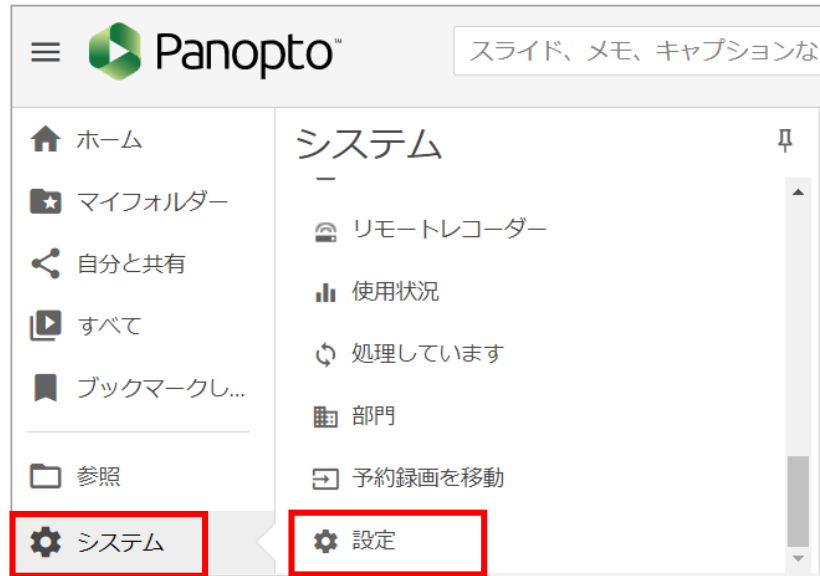 Panopto™
スライド、メモ、キャプションな
ホーム
マイフォルダー
自分と共有
すべて
ブックマークし...
参照
システム
システム
リモートレコーダー
使用状況
処理しています
部門
予約録画を移動
設定